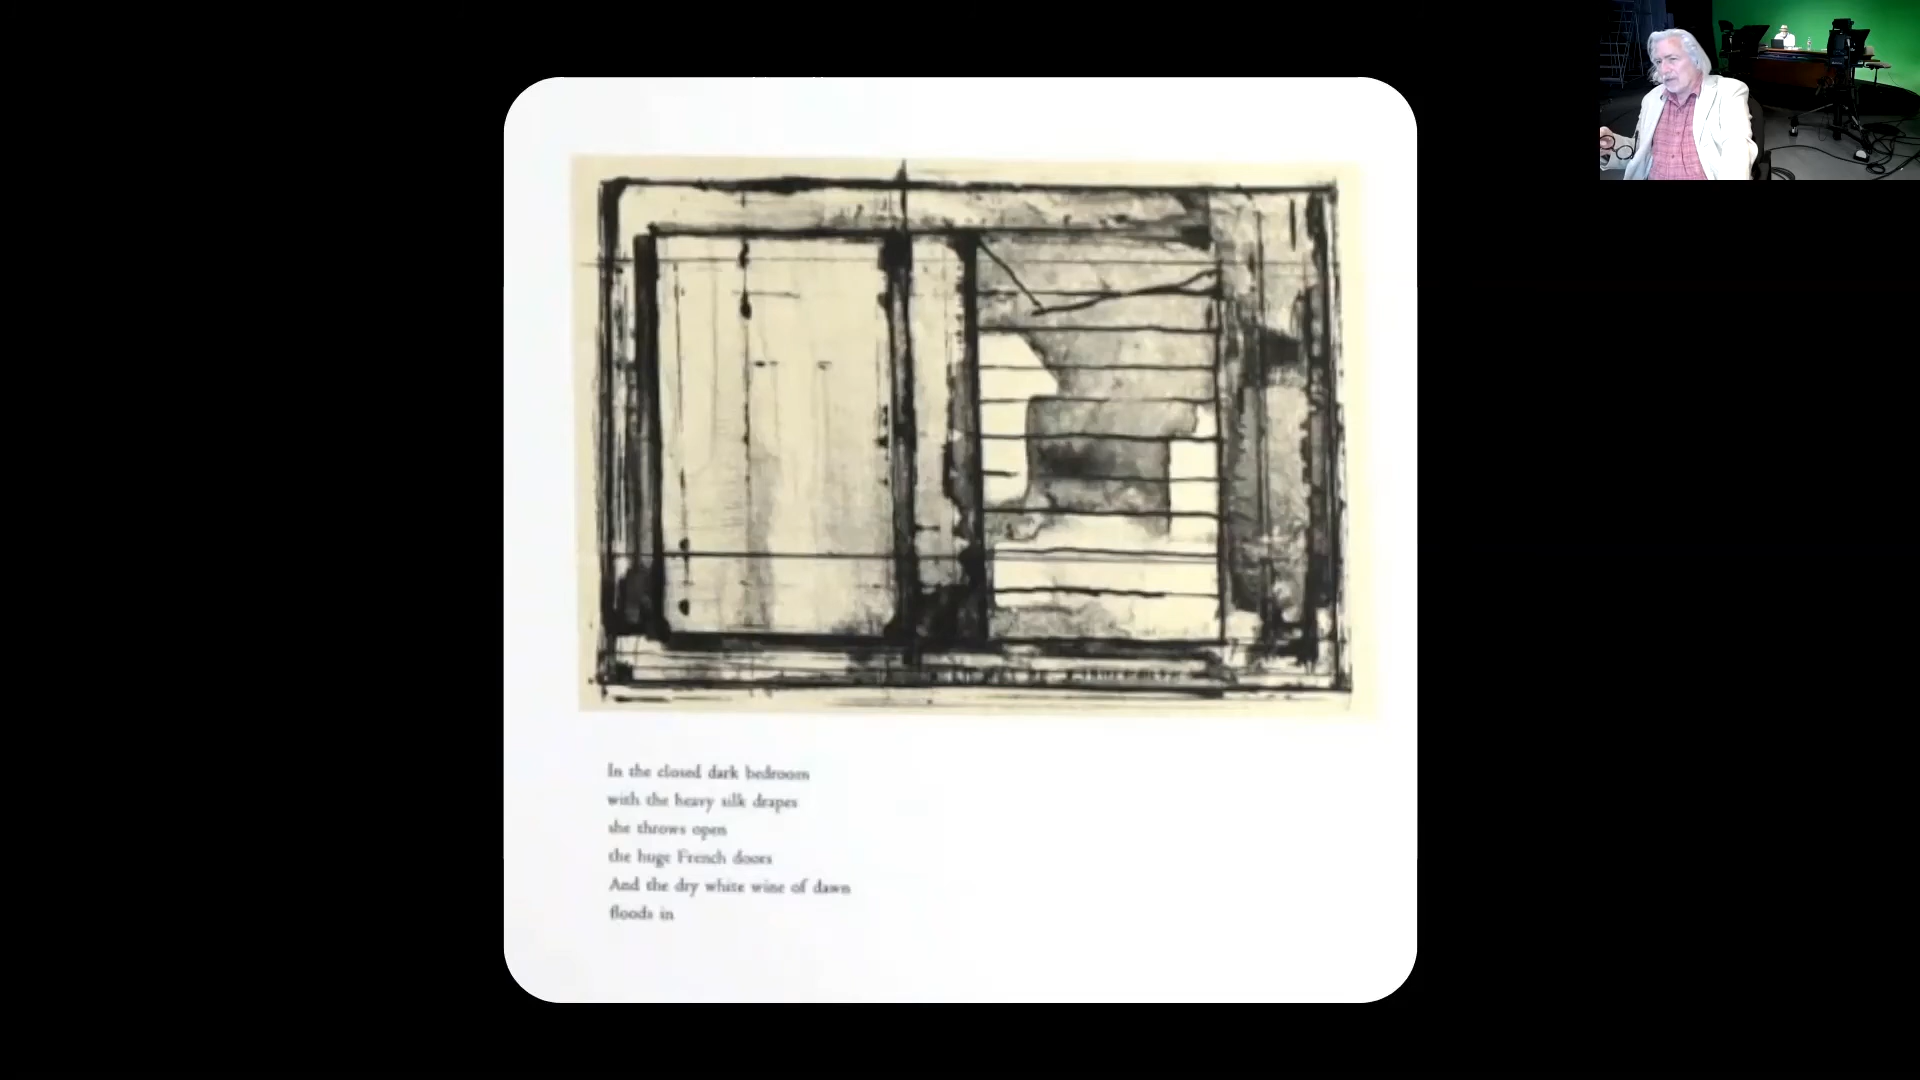 In the closed dark bedroom
with the heavy silk drapes
she throws open
the huge French doors
And the dry white wine of dawn
floods in